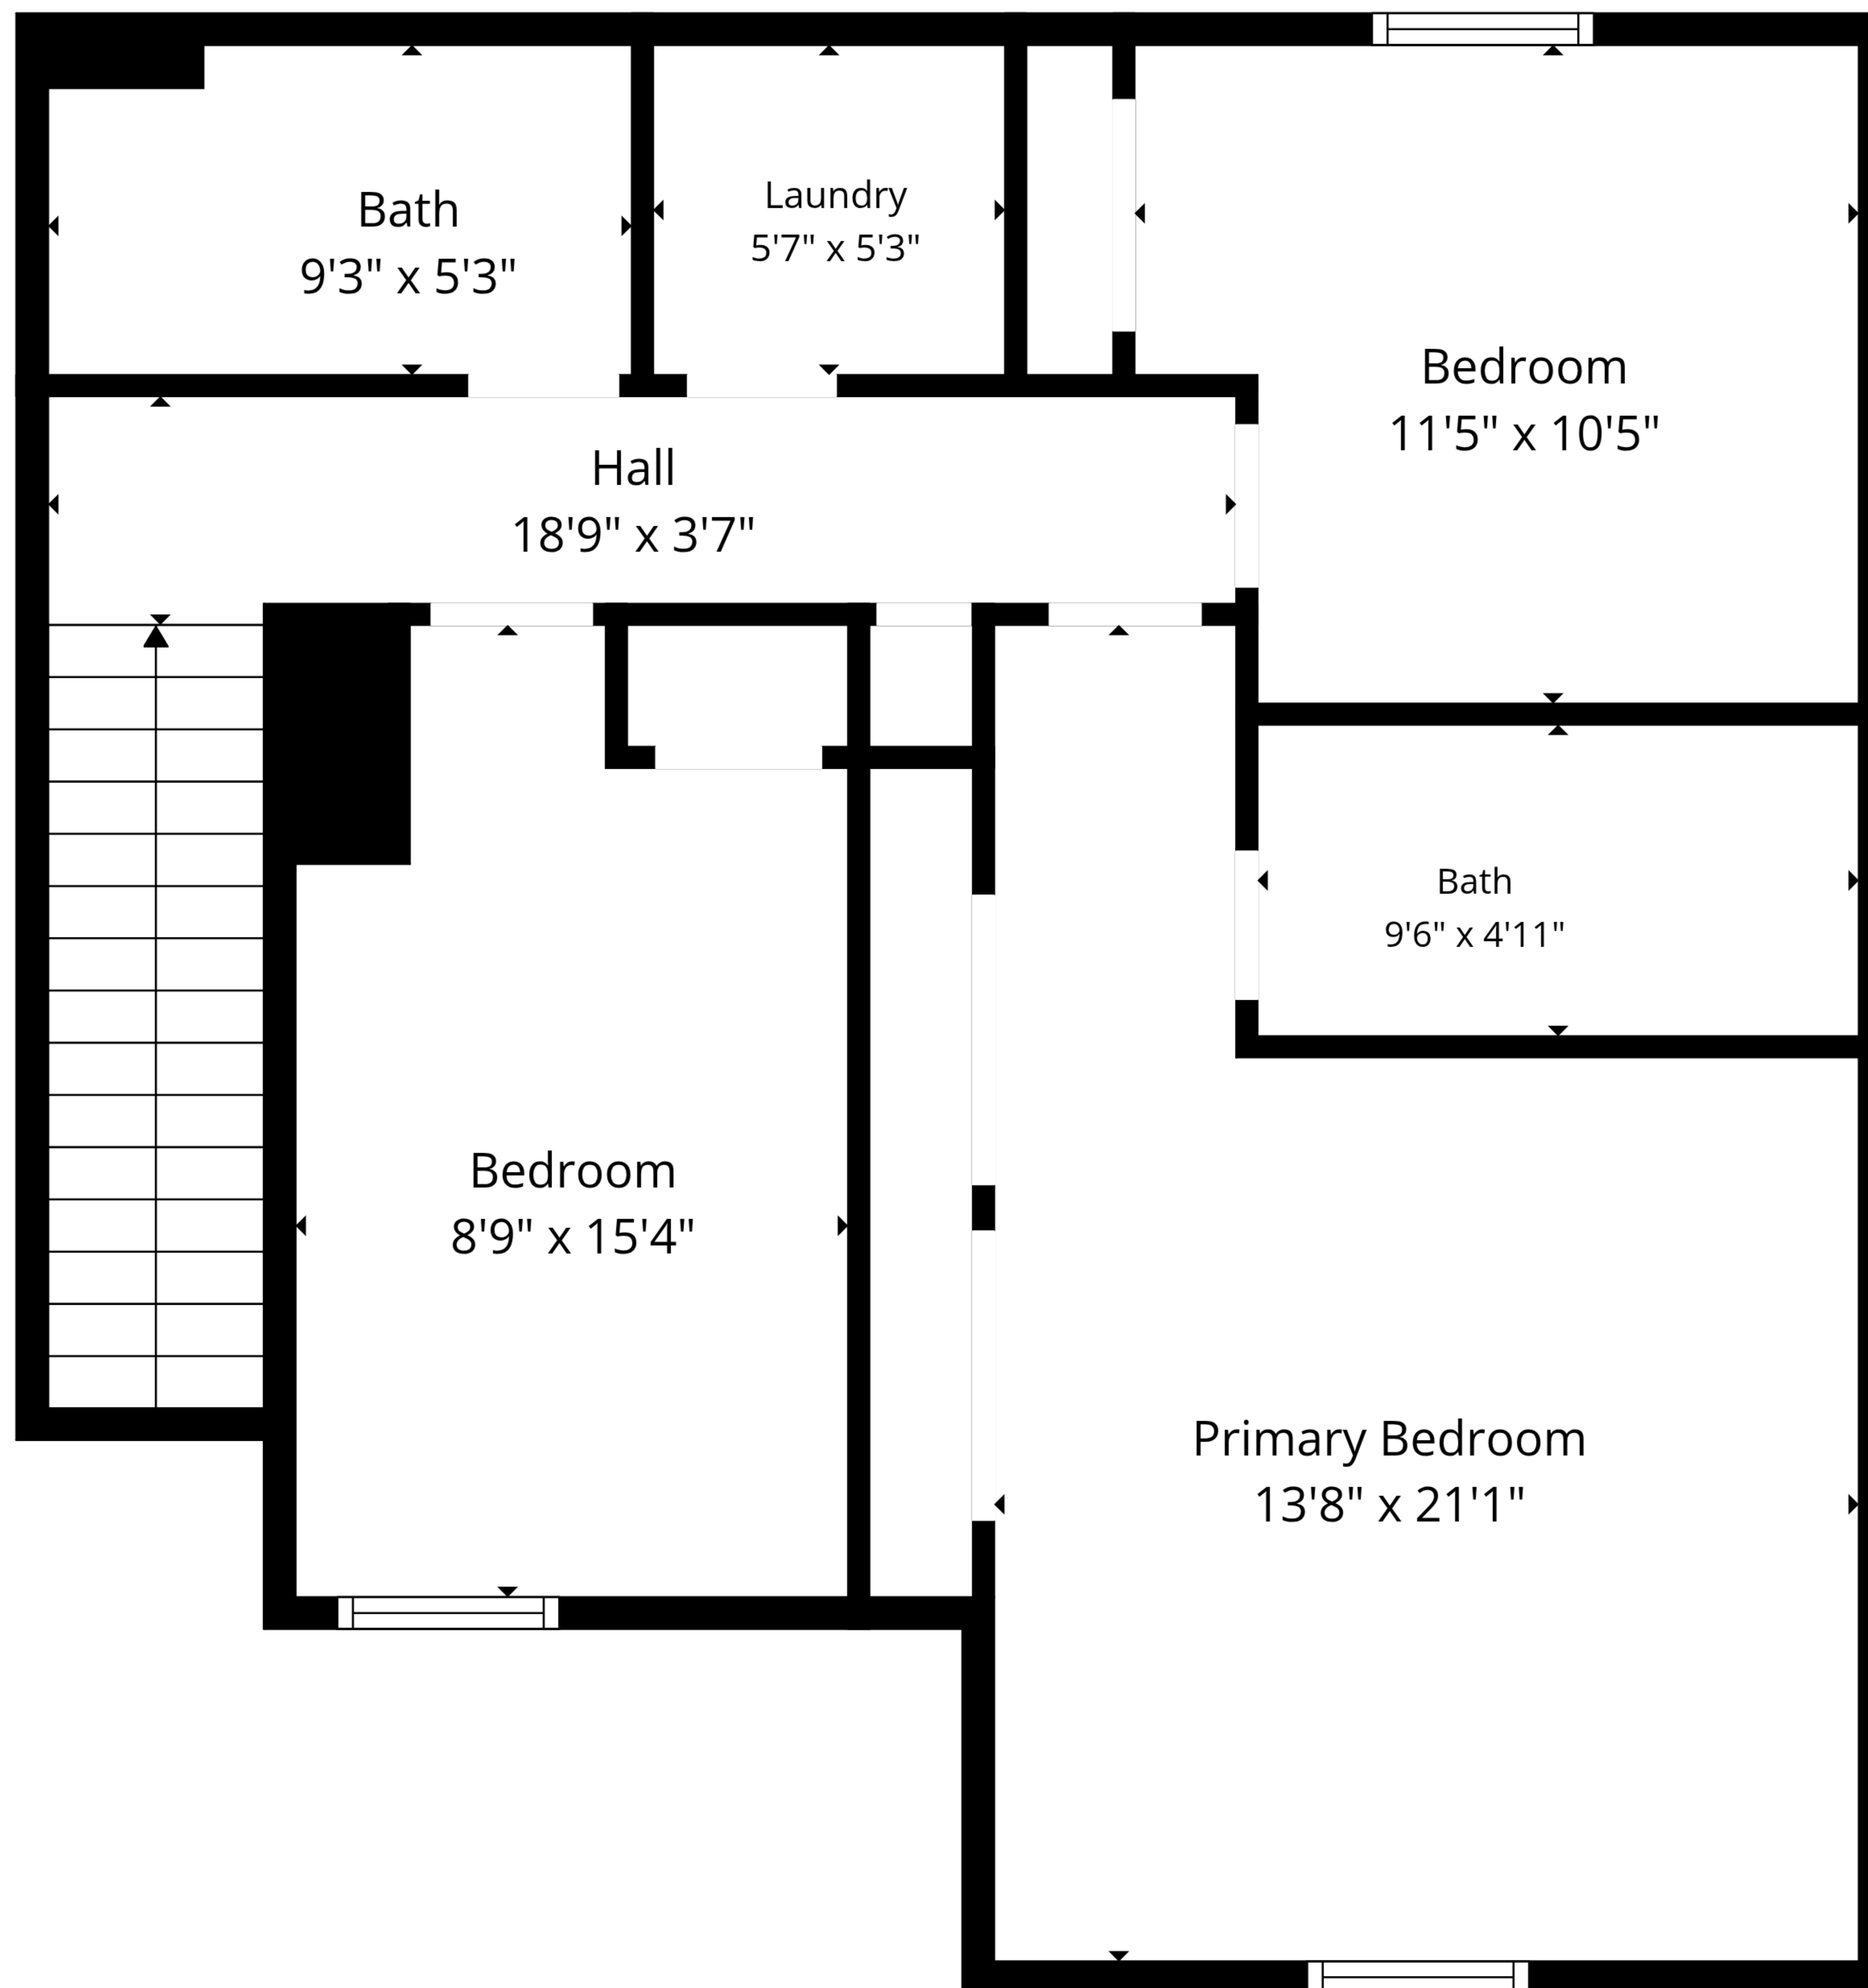 Bath
9'3" x 5'3"
Laundry
5'7" x 5'3"
Bedroom
11'5" x 10'5"
Hall
18'9" x 3'7"
Bath
9'6" x 4'11"
Bedroom
8'9" x 15'4"
Primary Bedroom
13'8" x 21'1"